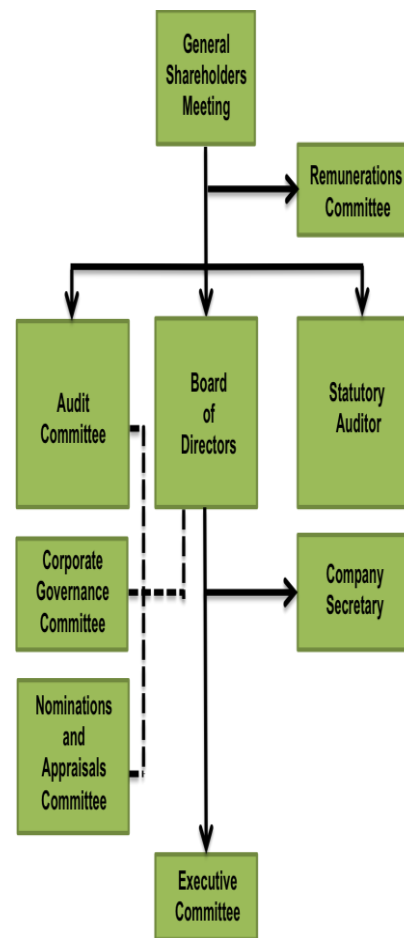 General
Shareholders
Meeting
Remunerations
Committee
Audit
Committee
Board
of
Directors
Statutory
Auditor
Corporate
Governance
Committee
Company
Secretary
Nominations
and
Appraisals
Committee
Executive
Committee